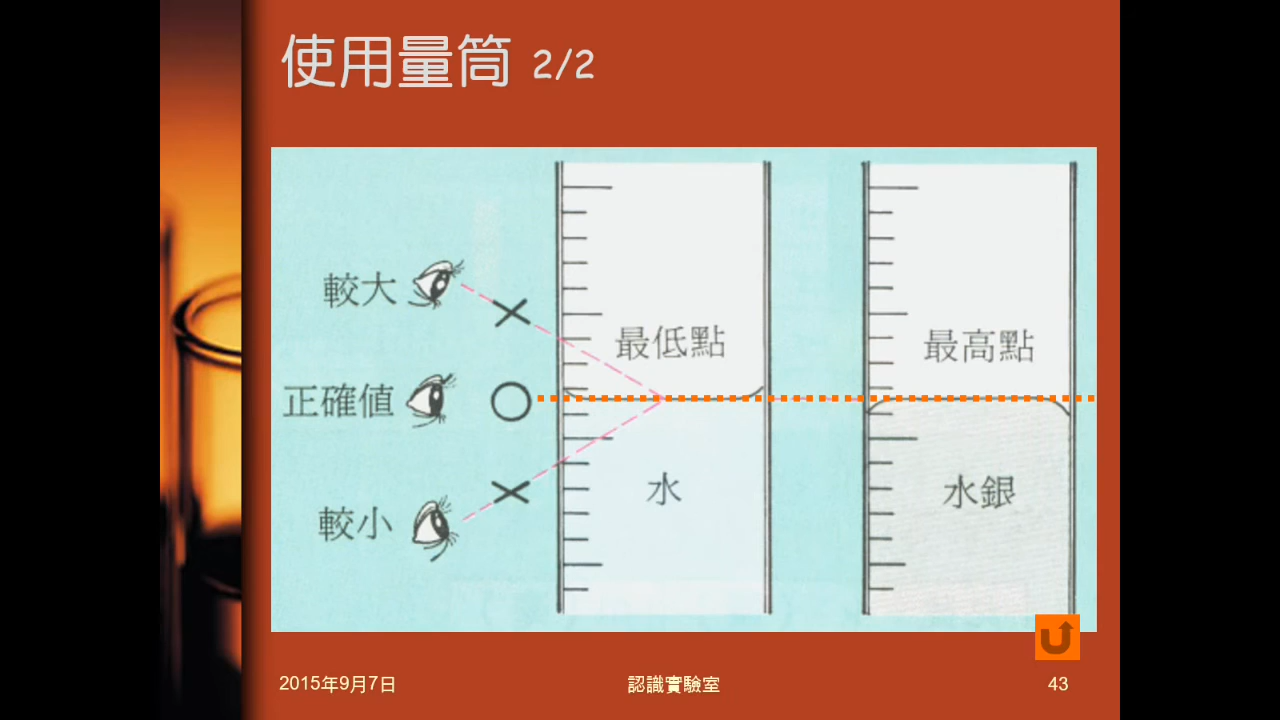 使用量筒 2/2
較大
最低點
最高點
正確值
水
水銀
較小
2015年9月7日
認識實驗室
43